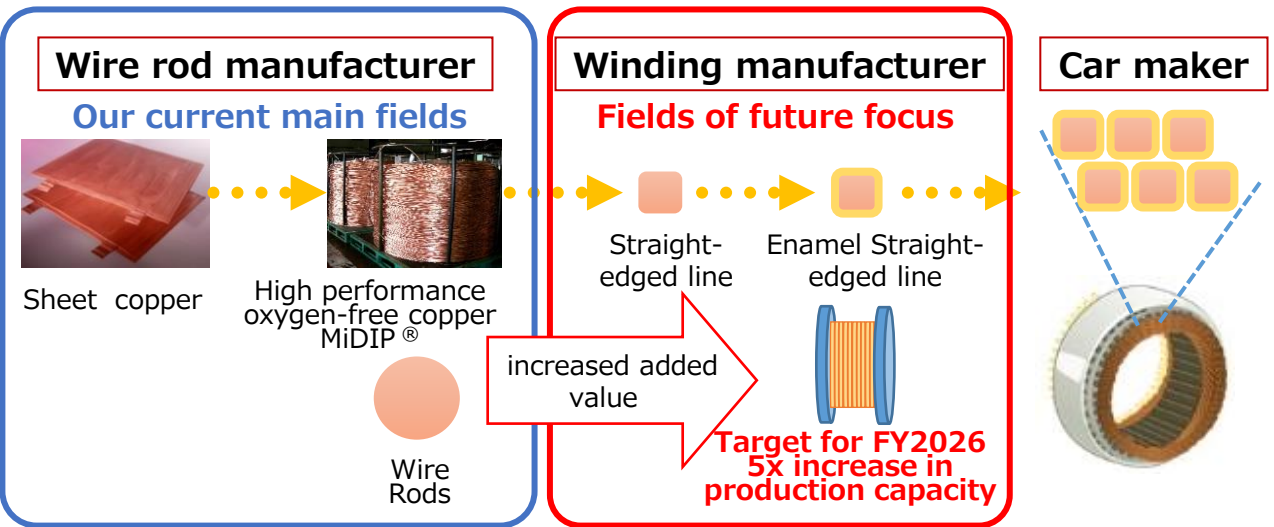 Wire rod manufacturer
Our current main fields
Sheet copper
High performance
oxygen-free copper
MiDIP ®
Wire
Rods
Winding manufacturer
Fields of future focus
Straight-
edged line
Enamel Straight-
edged line
increased added
value
Target for FY2026
5x increase in
production capacity
Car maker